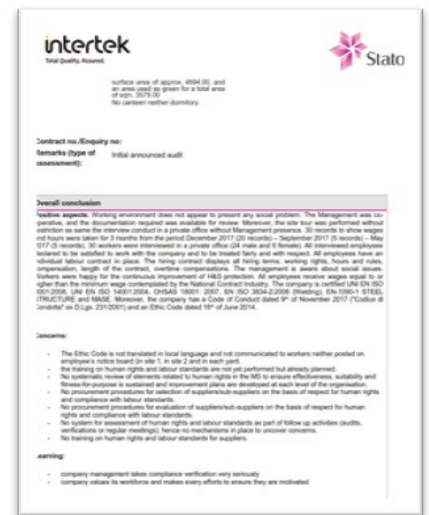 intertek
Total Quality. Assured.
Stato
surface area of approx. 4694.00, and
an area used as green for a total area
of sqm. 3579.00
No canteen neither dormitory.
Contract no./Enquiry no:
Remarks (type of
assessment):
Initial announced audit
Overall conclusion
Positive aspects: Working environment does not appear to present any social problem. The Management was co-
operative, and the documentation required was available for review. Moreover, the site tour was performed without
restriction as same the interview conduct in a private office without Management presence. 30 records to show wages
and hours were taken for 3 months from the period December 2017 (20 records) – September 2017 (5 records) – May
2017 (5 records). 30 workers were interviewed in a private office (24 male and 6 female). All interviewed employees
declared to be satisfied to work with the company and to be treated fairly and with respect. All employees have an
individual labour contract in place. The hiring contract displays all hiring terms: working rights, hours and rules,
compensation, length of the contract, overtime compensations. The management is aware about social issues.
Workers were happy for the continuous improvement of H&S protection. All employees receive wages equal to or
higher than the minimum wage contemplated by the National Contract Industry. The company is certified UNI EN ISO
9001:2008, UNI EN ISO 14001:2004, OHSAS 18001: 2007, EN ISO 3834-2:2006 (Welding), EN-1090-1 STEEL
STRUCTURE and MASE. Moreover, the company has a Code of Conduct dated 9th of November 2017 ("Codice di
Condotta" ex D.Lgs. 231/2001) and an Ethic Code dated 16th of June 2014.
Concerns:
- The Ethic Code is not translated in local language and not communicated to workers neither posted on
employee's notice board (in site 1, in site 2 and in each yard.
- the training on human rights and labour standards are not yet performed but already planned.
- No systematic review of elements related to human rights in the MS to ensure effectiveness, suitability and
fitness-for-purpose is sustained and improvement plans are developed at each level of the organisation.
- No procurement procedures for selection of suppliers/sub-suppliers on the basis of respect for human rights
and compliance with labour standards.
- No procurement procedures for evaluation of suppliers/sub-suppliers on the basis of respect for human
rights and compliance with labour standards.
- No system for assessment of human rights and labour standards as part of follow up activities (audits,
verifications or regular meetings), hence no mechanisms in place to uncover concerns.
- No training on human rights and labour standards for suppliers.
Learning:
- company management takes compliance verification very seriously
- company values its workforce and makes every efforts to ensure they are motivated